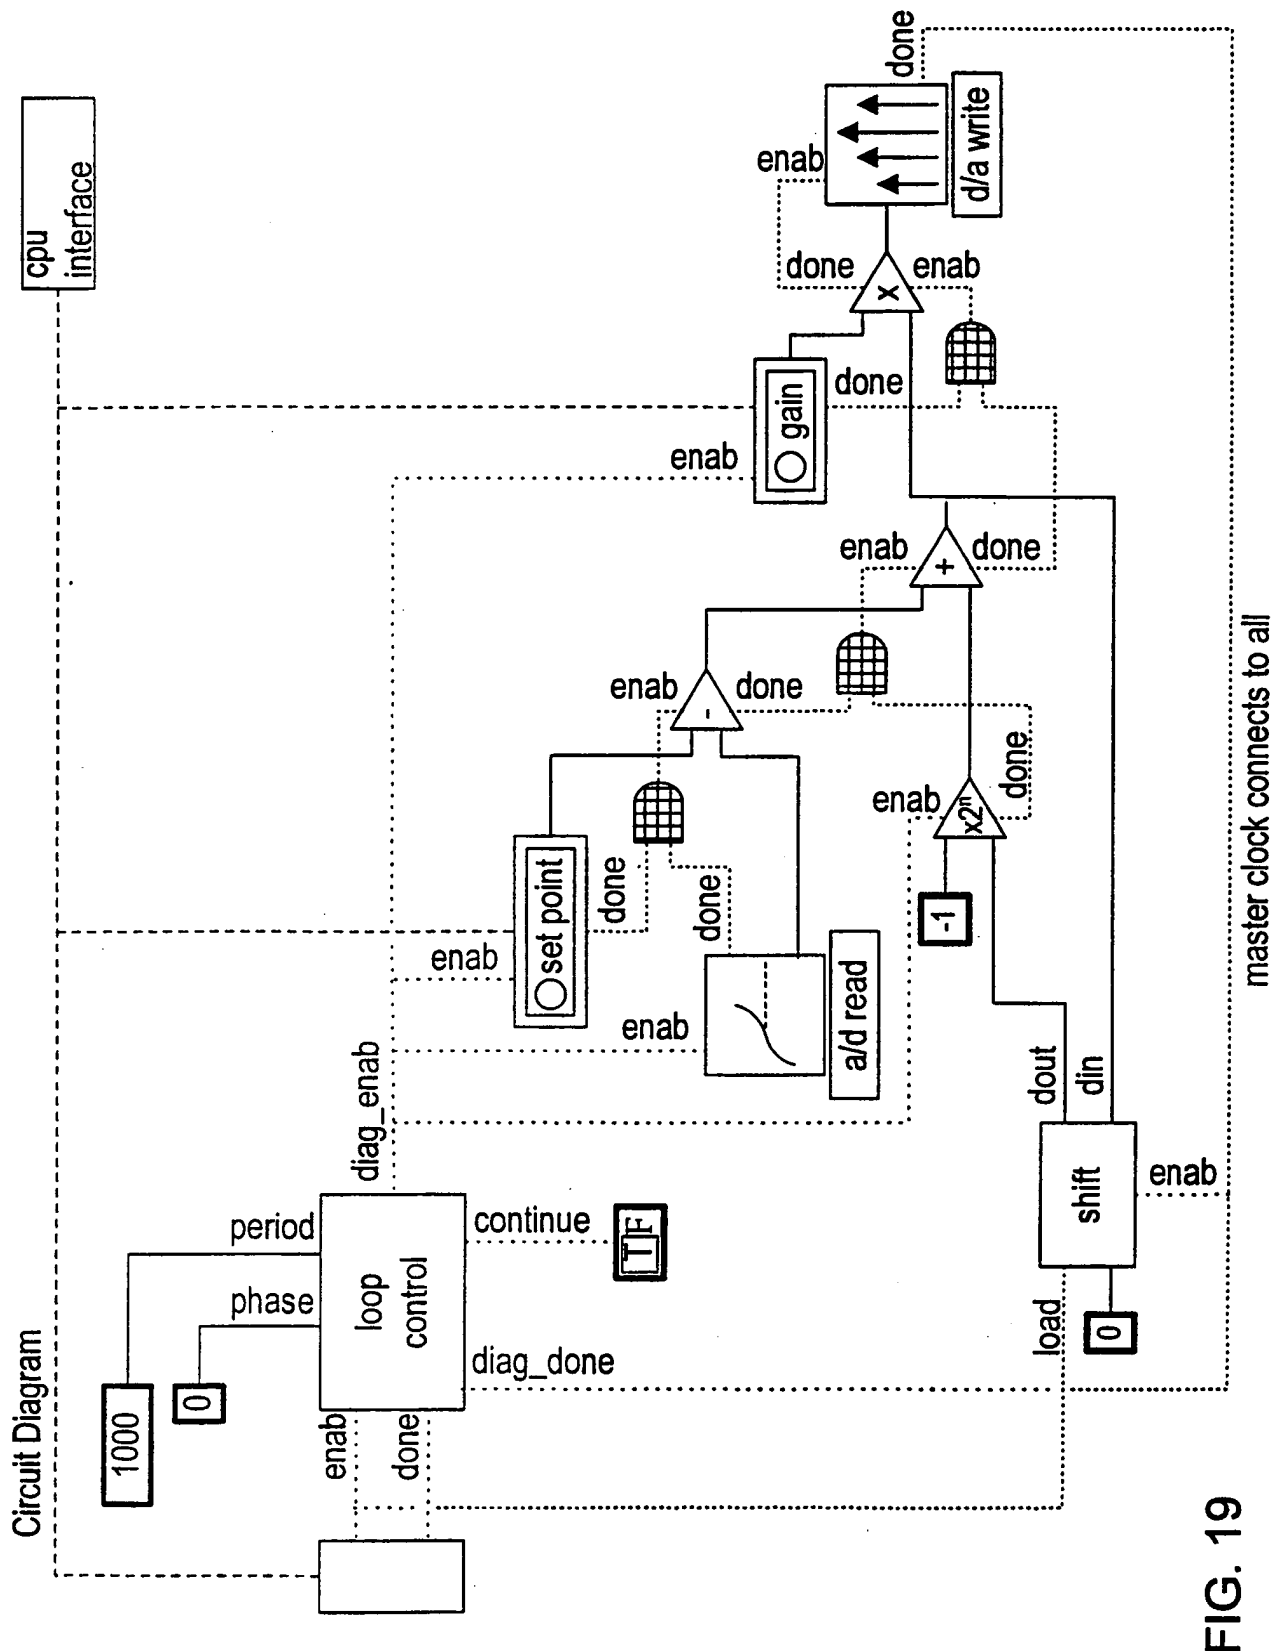 Circuit Diagram
cpu
interface
1000
0
period
phase
loop
control
enab
done
diag_enab
continue
TF
diag_done
enab
set point
done
enab
done
a/d read
enab
-
done
-1
enab
x2ⁿ
done
enab
+
done
enab
gain
done
done
x
enab
enab
done
d/a write
load
0
shift
dout
din
enab
master clock connects to all
FIG. 19